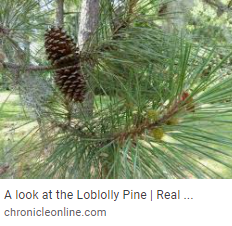 A look at the Loblolly Pine | Real ...
chronicleonline.com